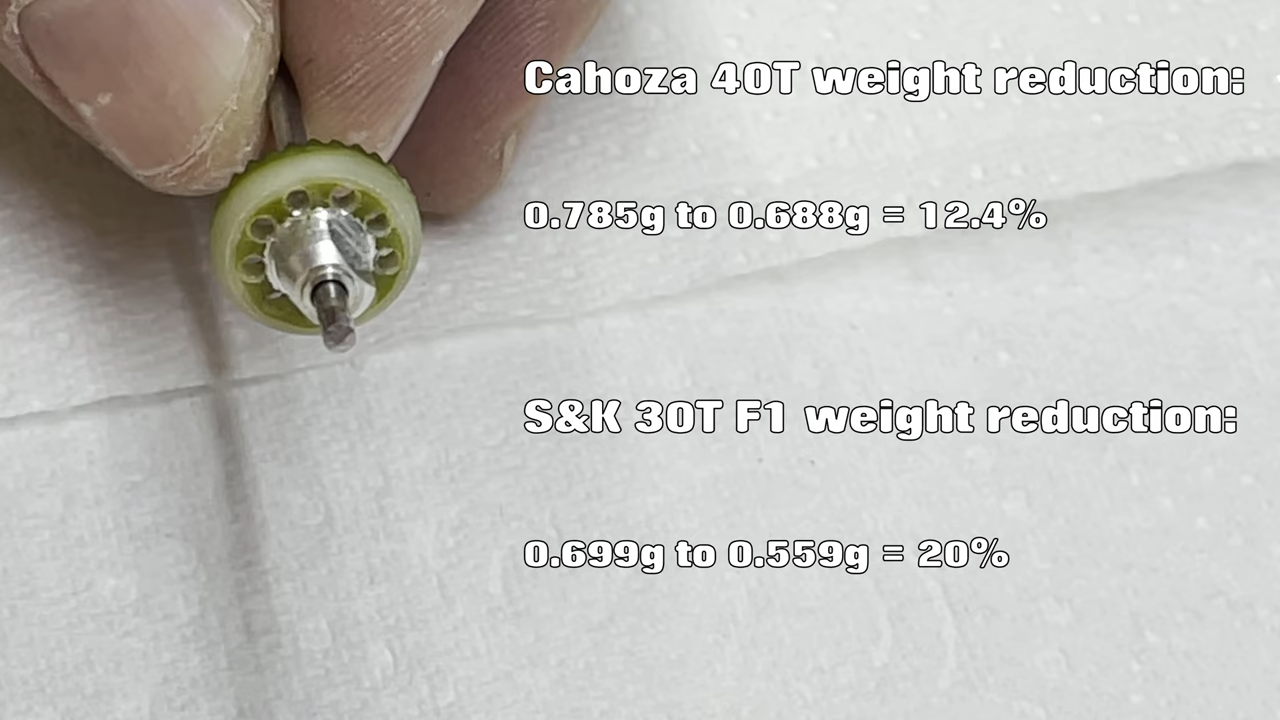 Cahoza 40T weight reduction:
0.785g to 0.688g = 12.4%
S&K 30T F1 weight reduction:
0.699g to 0.559g = 20%